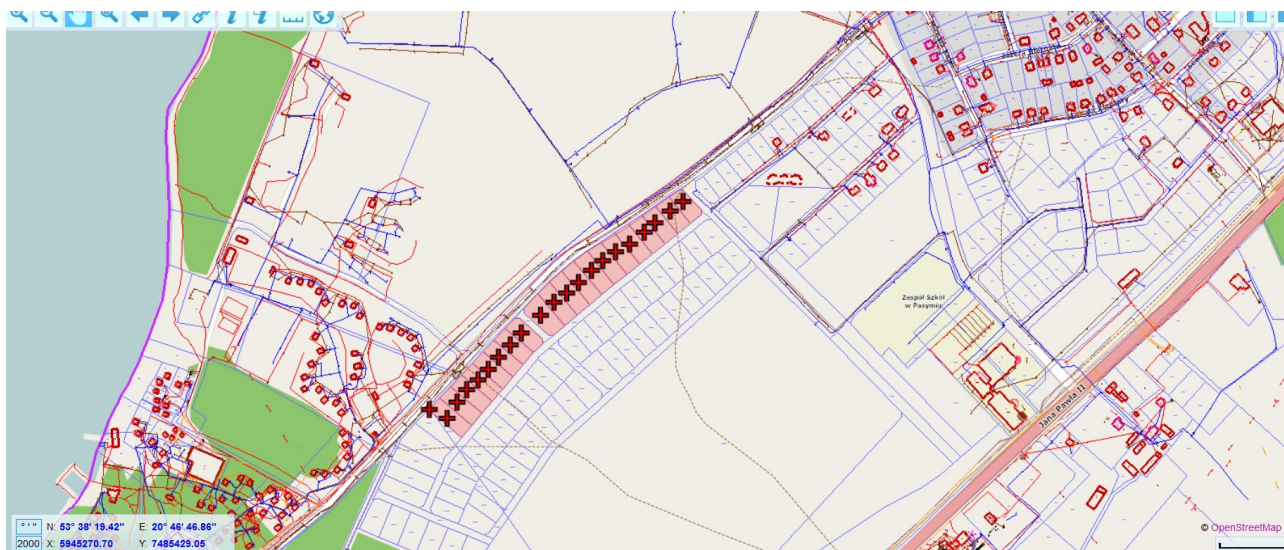 Zespół Szkół
w Pasymiu
Jana Pawła II
° ' " N: 53° 38' 19.42" E: 20° 46' 46.86"
2000 X: 5945270.70 Y: 7485429.05
© OpenStreetMap